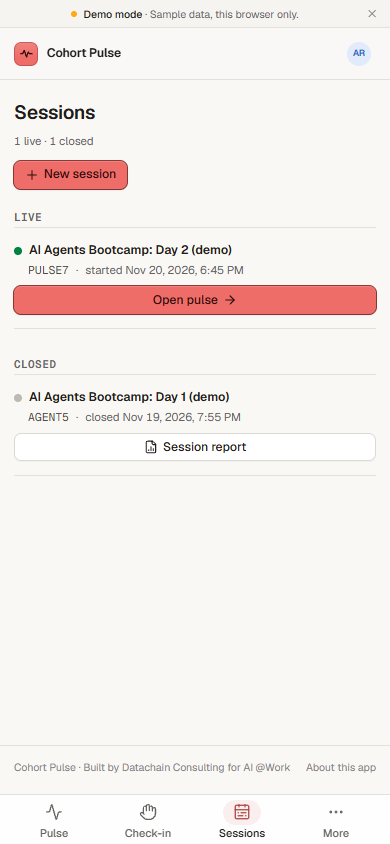 Demo mode · Sample data, this browser only.
Cohort Pulse
AR
Sessions
1 live · 1 closed
New session
LIVE
AI Agents Bootcamp: Day 2 (demo)
PULSE7 · started Nov 20, 2026, 6:45 PM
Open pulse →
CLOSED
AI Agents Bootcamp: Day 1 (demo)
AGENT5 · closed Nov 19, 2026, 7:55 PM
Session report
Cohort Pulse · Built by Datachain Consulting for AI @Work About this app
Pulse Check-in Sessions More